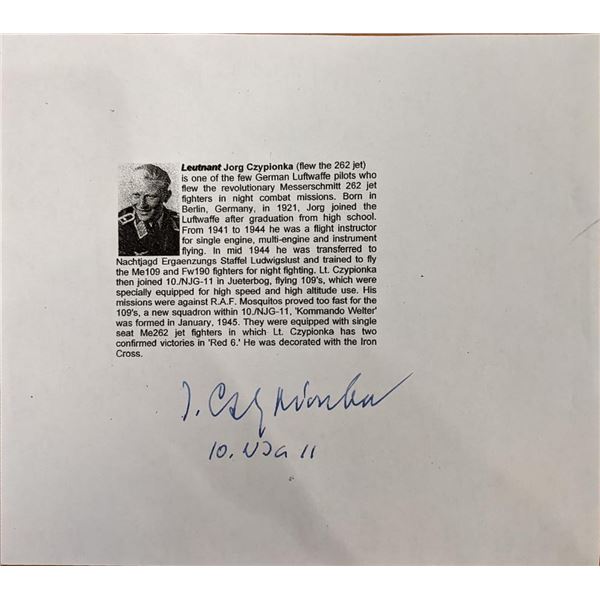 Leutnant Jorg Czypionka (flew the 262 jet)
is one of the few German Luftwaffe pilots who
flew the revolutionary Messerschmitt 262 jet
fighters in night combat missions. Born in
Berlin, Germany, in 1921, Jorg joined the
Luftwaffe after graduation from high school.
From 1941 to 1944 he was a flight instructor
for single engine, multi-engine and instrument
flying. In mid 1944 he was transferred to
Nachtjagd Ergaenzungs Staffel Ludwigslust and trained to fly
the Me109 and Fw190 fighters for night fighting. Lt. Czypionka
then joined 10./NJG-11 in Jueterbog, flying 109's, which were
specially equipped for high speed and high altitude use. His
missions were against R.A.F. Mosquitos proved too fast for the
109's, a new squadron within 10./NJG-11, 'Kommando Welter'
was formed in January, 1945. They were equipped with single
seat Me262 jet fighters in which Lt. Czypionka has two
confirmed victories in 'Red 6.' He was decorated with the Iron
Cross.
J. Czypionka
10. NJG 11